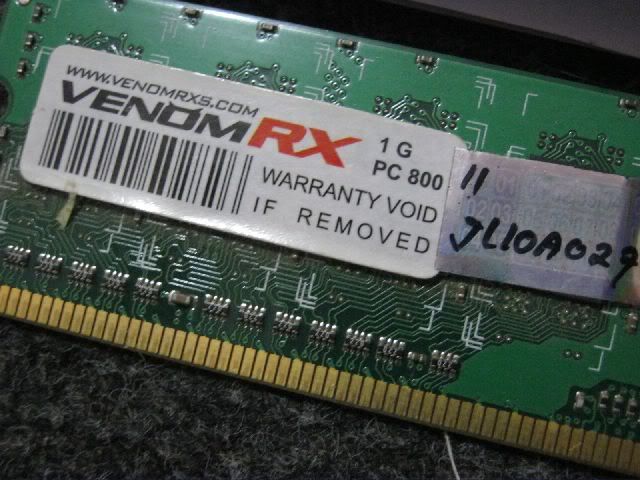 WWW.VENOMRXS.COM
VENOMRX
1 G
PC 800
WARRANTY VOID
IF REMOVED
11
JL10A029